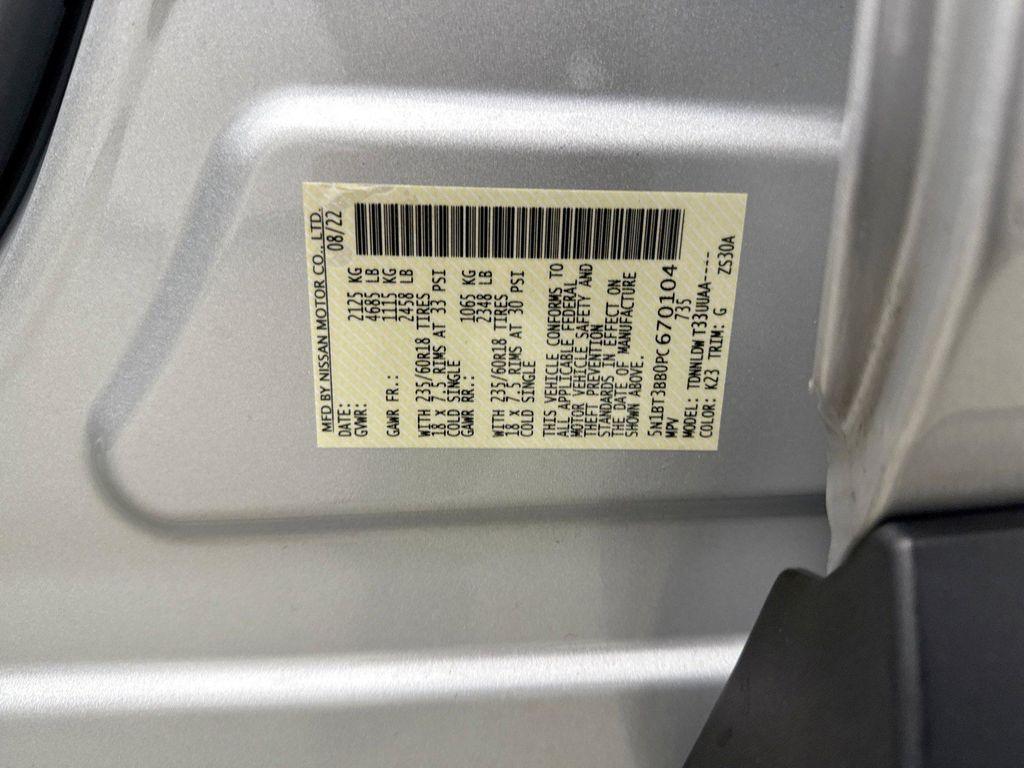 MFD BY NISSAN MOTOR CO., LTD.
DATE: 08/22
GVWR: 2125 KG
4685 LB
GAWR FR.: 1115 KG
2458 LB
WITH 235/60R18 TIRES
18 X 7.5 RIMS AT 33 PSI
COLD SINGLE
GAWR RR.: 1065 KG
2348 LB
WITH 235/60R18 TIRES
18 X 7.5 RIMS AT 30 PSI
COLD SINGLE
THIS VEHICLE CONFORMS TO
ALL APPLICABLE FEDERAL
MOTOR VEHICLE SAFETY AND
THEFT PREVENTION
STANDARDS IN EFFECT ON
THE DATE OF MANUFACTURE
SHOWN ABOVE.
5N1BT3BB0PC670104
MPV 735
MODEL: TDWNLDW T33UUAA----
COLOR: K23 TRIM: G ZS30A